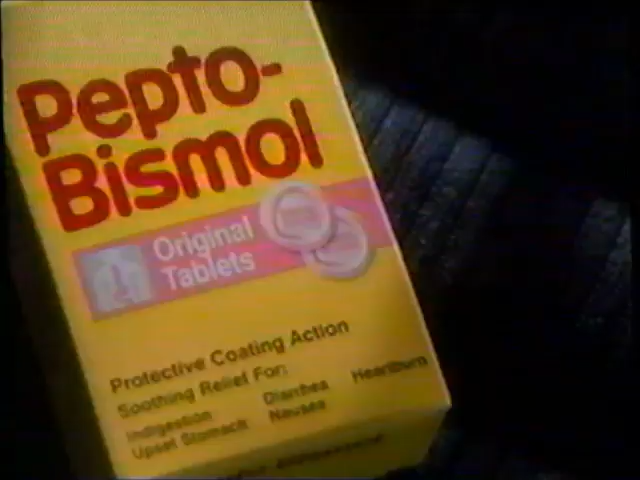 Pepto-
Bismol
Original
Tablets
Protective Coating Action
Soothing Relief For:
Indigestion Diarrhea Heartburn
Upset Stomach Nausea